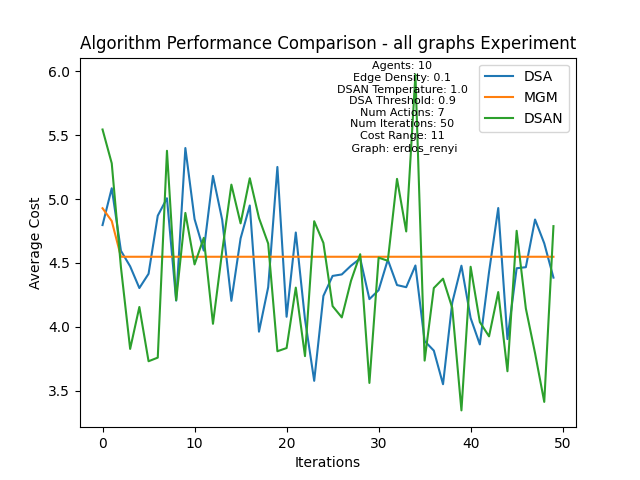 Algorithm Performance Comparison - all graphs Experiment
Agents: 10
Edge Density: 0.1
DSAN Temperature: 1.0
DSA Threshold: 0.9
Num Actions: 7
Num Iterations: 50
Cost Range: 11
Graph: erdos_renyi
DSA
MGM
DSAN
Average Cost
6.0
5.5
5.0
4.5
4.0
3.5
0
10
20
30
40
50
Iterations